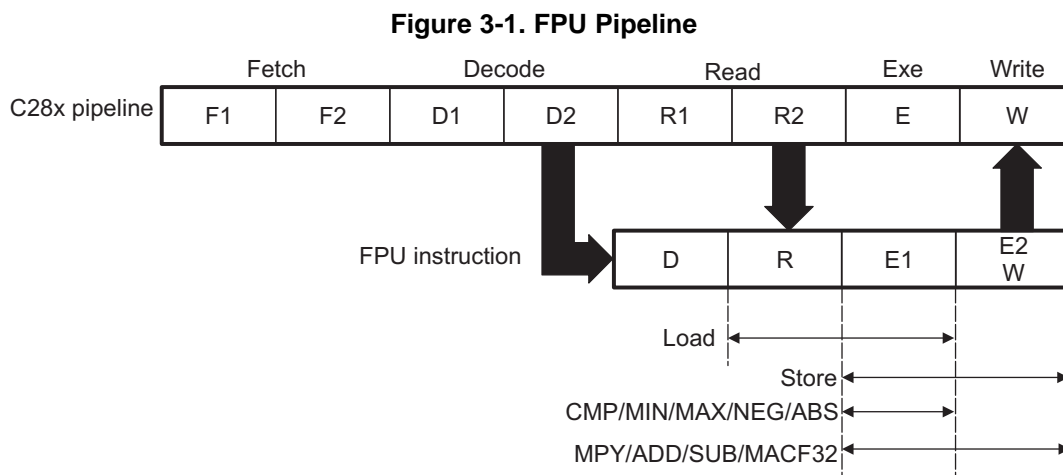 Figure 3-1. FPU Pipeline
Fetch Decode Read Exe Write
C28x pipeline F1 F2 D1 D2 R1 R2 E W
FPU instruction D R E1 E2
W
Load
Store
CMP/MIN/MAX/NEG/ABS
MPY/ADD/SUB/MACF32